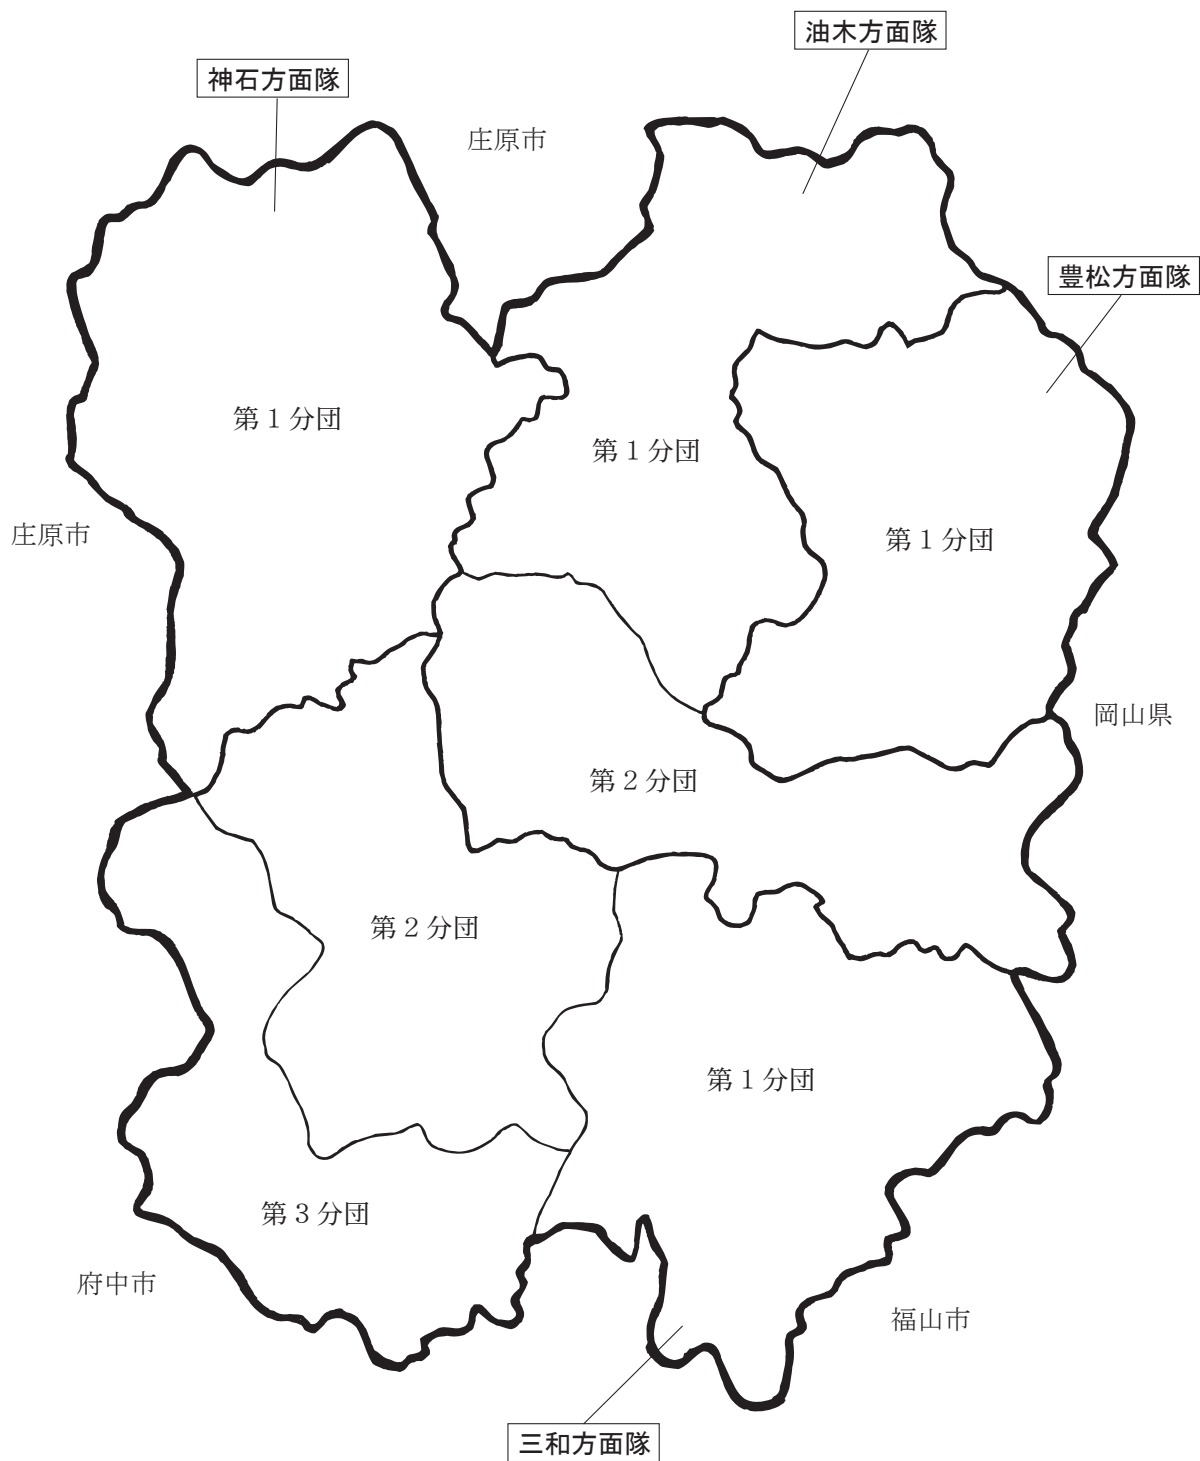 油木方面隊
神石方面隊
庄原市
豊松方面隊
第1分団
第1分団
庄原市
第1分団
岡山県
第2分団
第2分団
第1分団
第3分団
府中市
福山市
三和方面隊